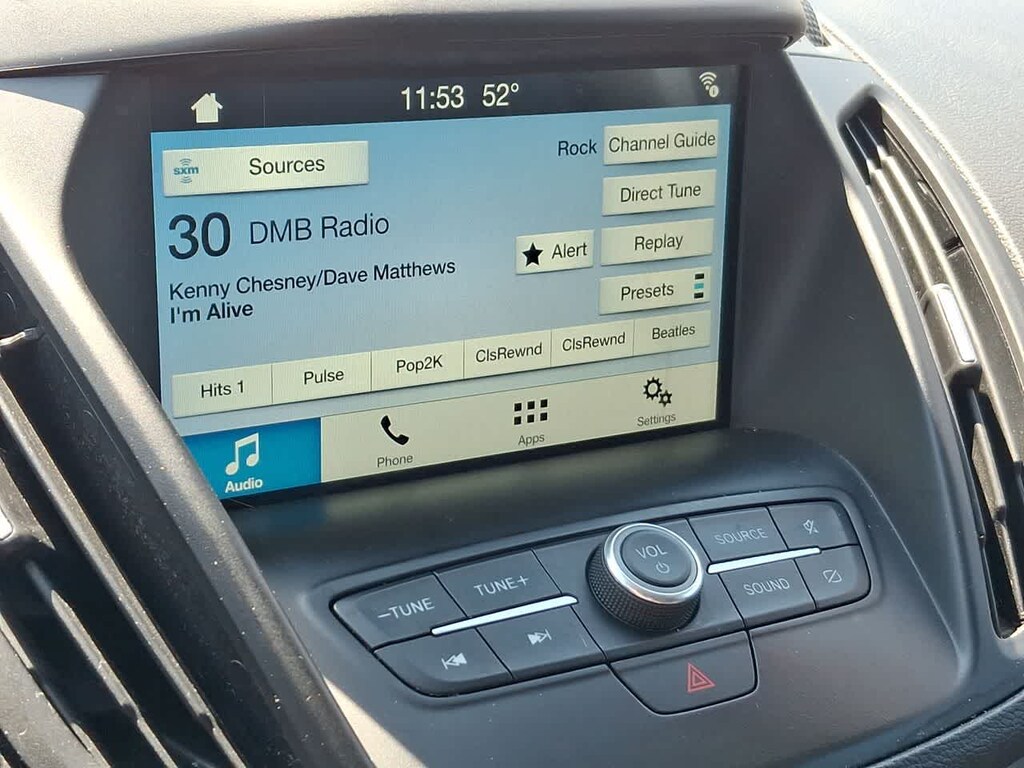 11:53 52°
sxm Sources
Rock Channel Guide
Direct Tune
30 DMB Radio
Alert Replay
Kenny Chesney/Dave Matthews
I'm Alive
Presets
Hits 1 Pulse Pop2K ClsRewnd ClsRewnd Beatles
Audio Phone Apps Settings
–TUNE TUNE+ VOL SOURCE
SOUND